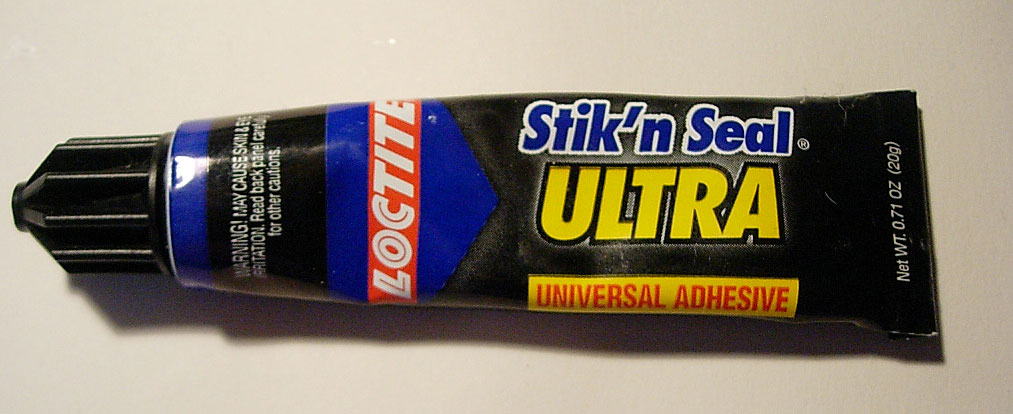 WARNING! MAY CAUSE SKIN & EYE
IRRITATION. Read back panel carefully
for other cautions.
LOCTITE
Stik'n Seal®
ULTRA
UNIVERSAL ADHESIVE
Net WT. 0.71 OZ (20g)